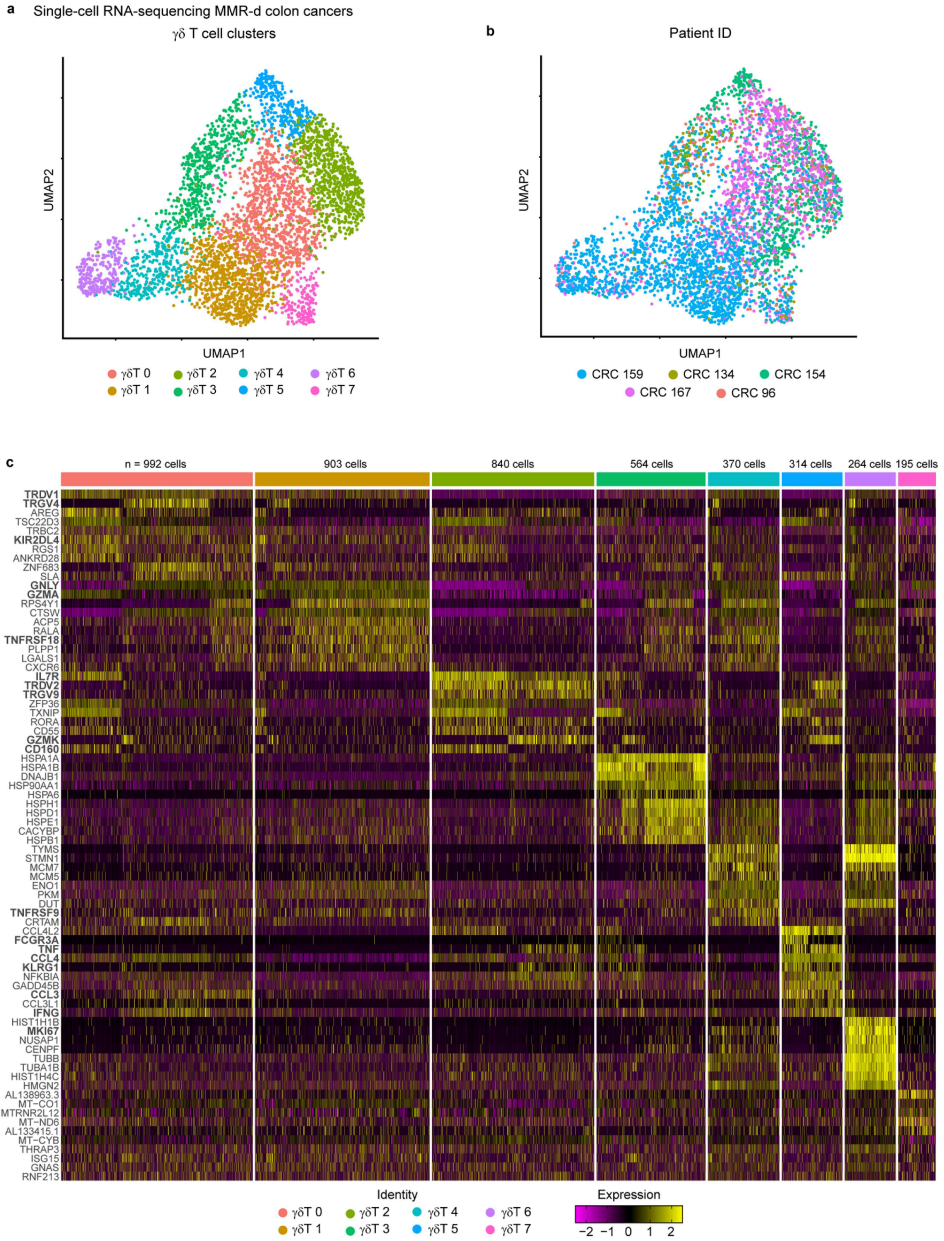 a Single-cell RNA-sequencing MMR-d colon cancers
γδ T cell clusters
UMAP2
UMAP1
γδT 0 γδT 2 γδT 4 γδT 6
γδT 1 γδT 3 γδT 5 γδT 7
b Patient ID
UMAP2
UMAP1
CRC 159 CRC 134 CRC 154
CRC 167 CRC 96
c
n = 992 cells 903 cells 840 cells 564 cells 370 cells 314 cells 264 cells 195 cells
TRDV1
TRGV4
AREG
TSC22D3
TRBC2
KIR2DL4
RGS1
ANKRD28
ZNF683
SLA
GNLY
GZMA
RPS4Y1
CTSW
ACP5
RALA
TNFRSF18
PLPP1
LGALS1
CXCR6
IL7R
TRDV2
TRGV9
ZFP36
TXNIP
RORA
CD55
GZMK
CD160
HSPA1A
HSPA1B
DNAJB1
HSP90AA1
HSPA6
HSPH1
HSPD1
HSPE1
CACYBP
HSPB1
TYMS
STMN1
MCM7
MCM5
ENO1
PKM
DUT
TNFRSF9
CRTAM
CCL4L2
FCGR3A
TNF
CCL4
KLRG1
NFKBIA
GADD45B
CCL3
CCL3L1
IFNG
HIST1H1B
MKI67
NUSAP1
CENPF
TUBB
TUBA1B
HIST1H4C
HMGN2
AL138963.3
MT−CO1
MTRNR2L12
MT−ND6
AL133415.1
MT−CYB
THRAP3
ISG15
GNAS
RNF213
Identity
γδT 0 γδT 2 γδT 4 γδT 6
γδT 1 γδT 3 γδT 5 γδT 7
Expression
−2 −1 0 1 2